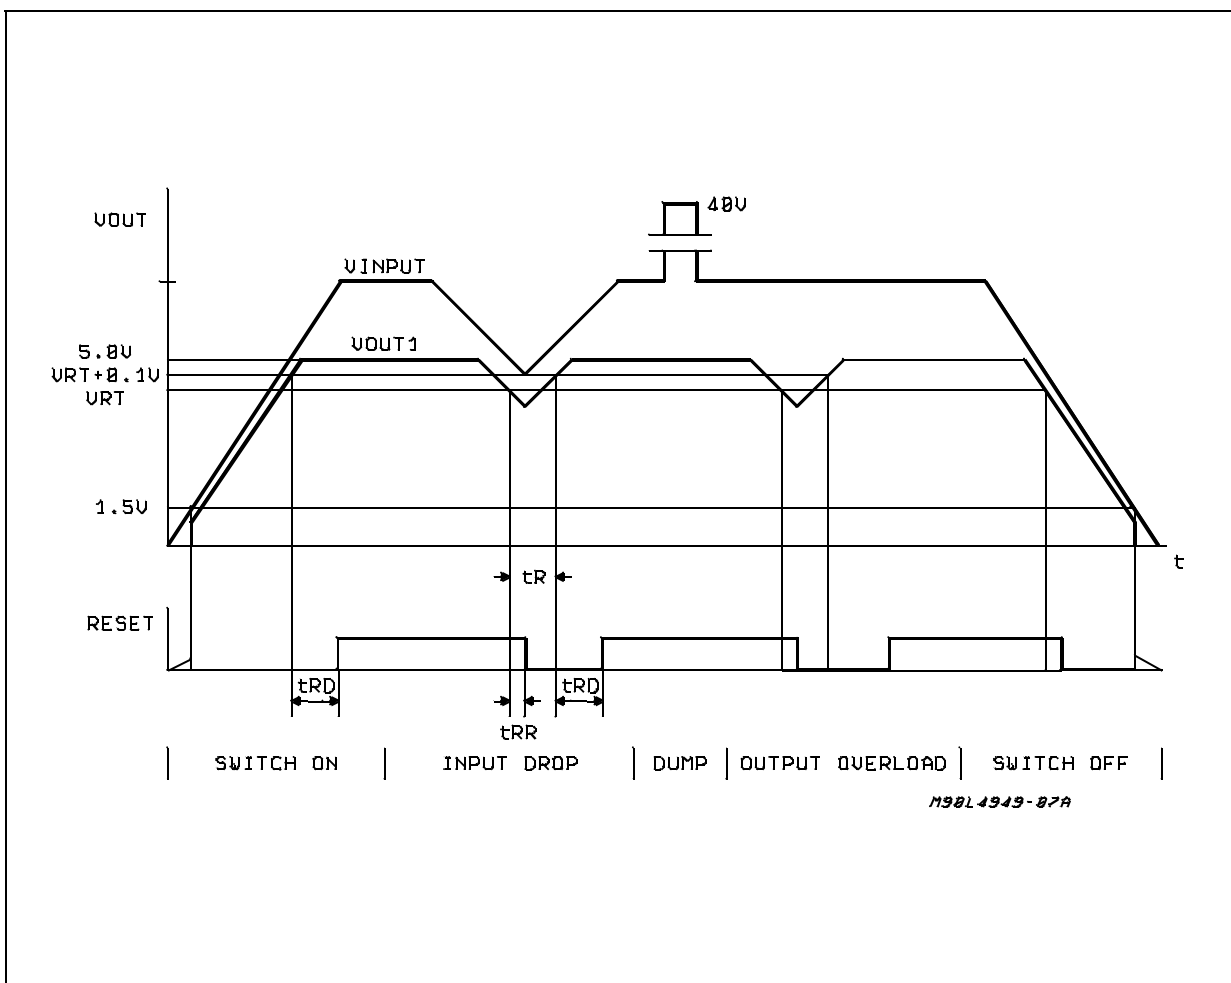 VOUT
40V
VINPUT
VOUT1
5.0V
VRT+0.1V
VRT
1.5V
t
tR
RESET
tRD
tRD
tRR
SWITCH ON
INPUT DROP
DUMP
OUTPUT OVERLOAD
SWITCH OFF
M90L4949-07A